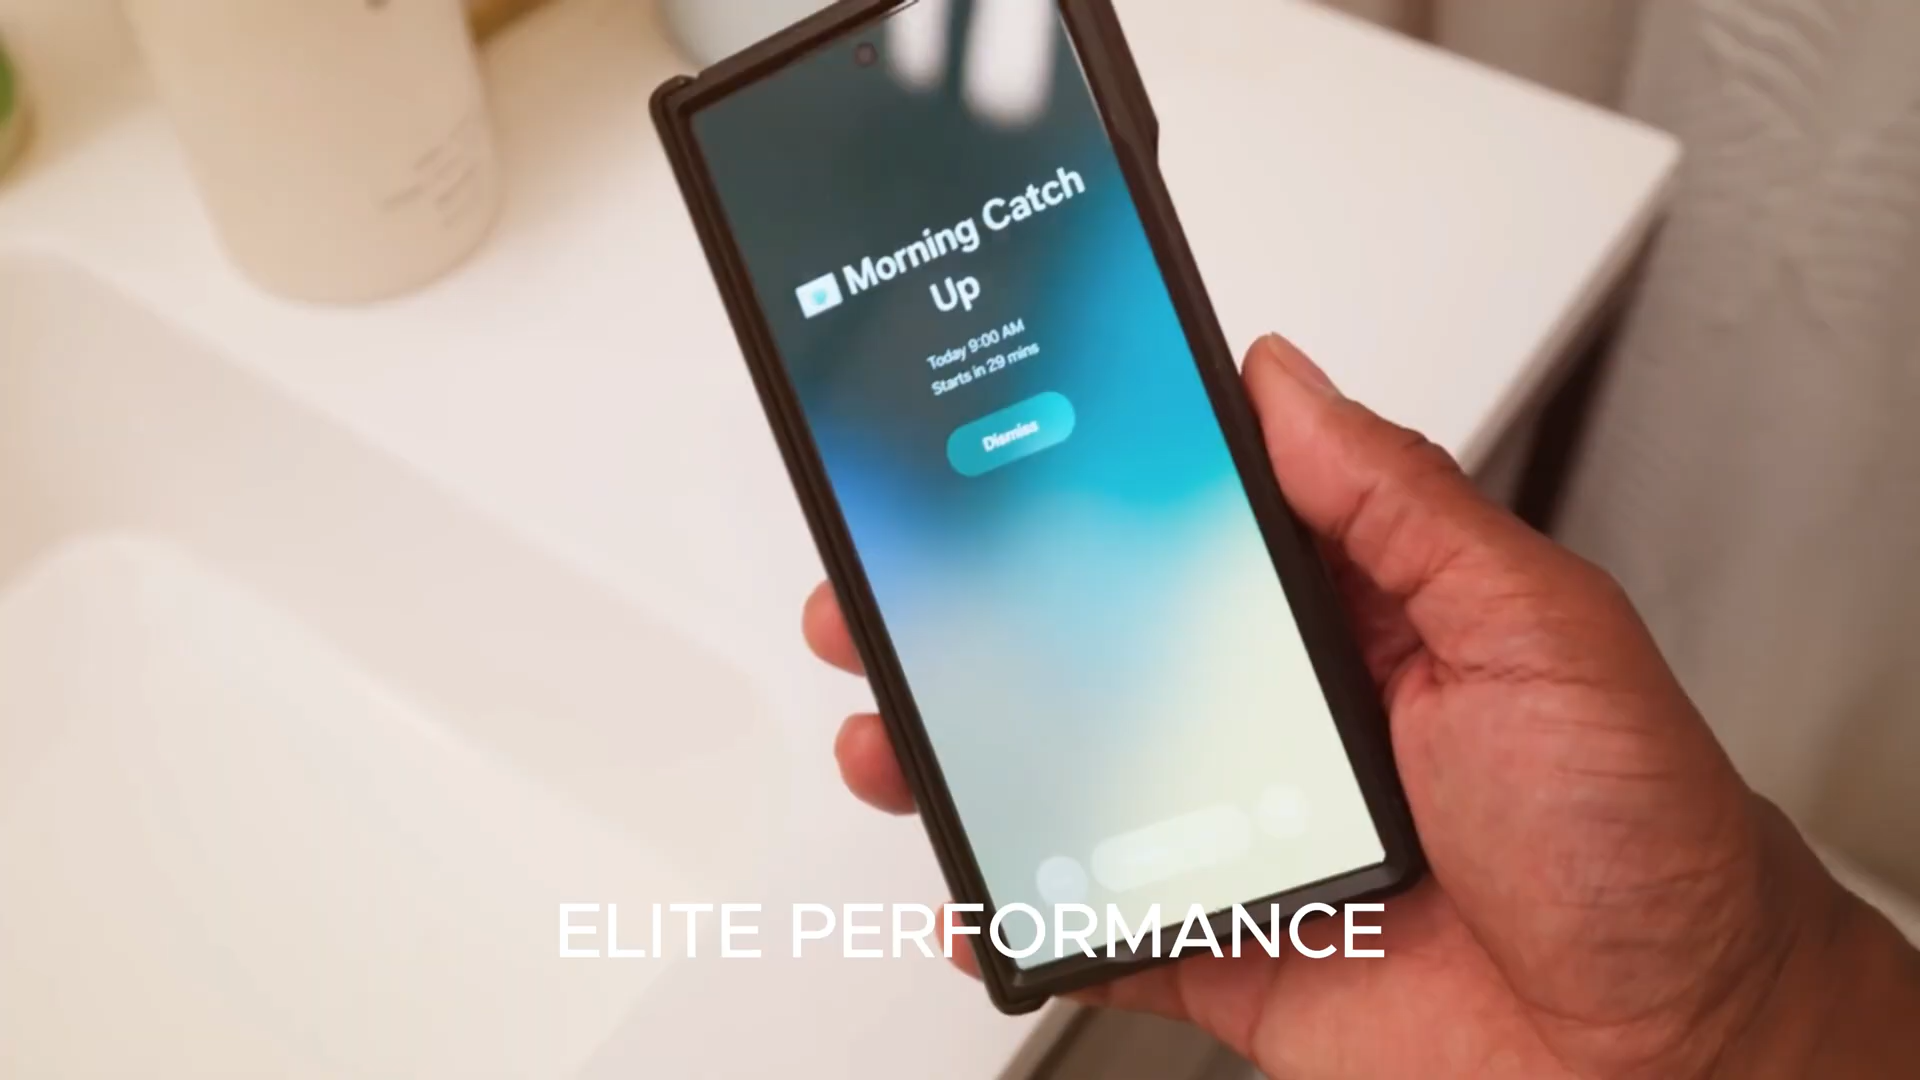 Morning Catch
Up
Today 9:00 AM
Starts in 29 mins
Dismiss
ELITE PERFORMANCE